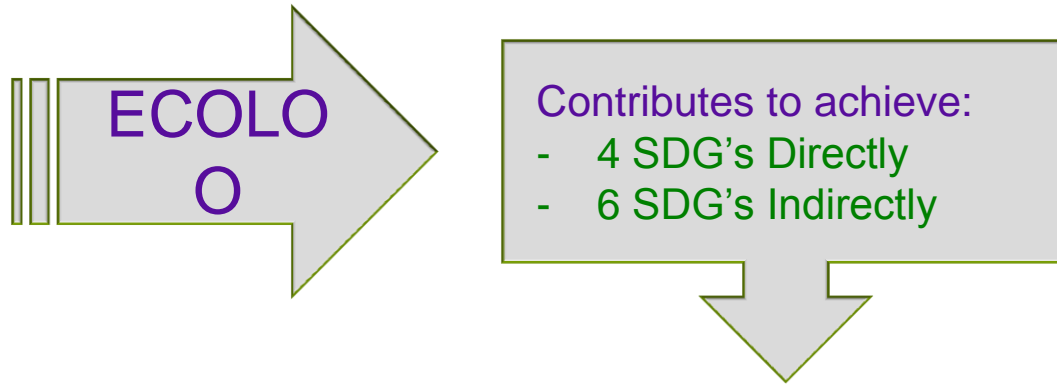 ECOLO
O
Contributes to achieve:
- 4 SDG's Directly
- 6 SDG's Indirectly